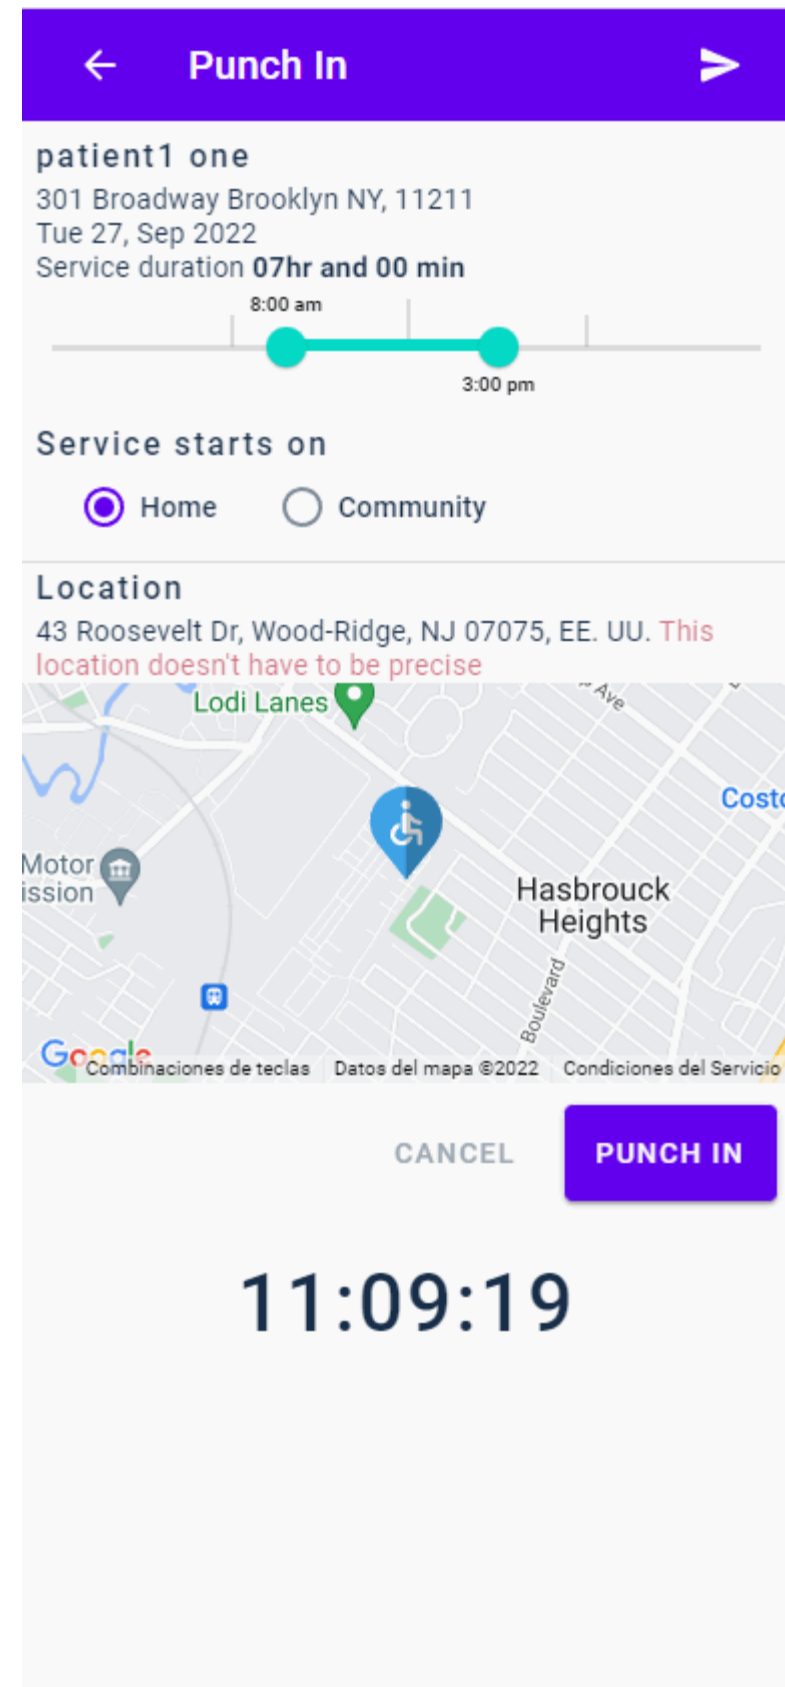 Punch In
patient1 one
301 Broadway Brooklyn NY, 11211
Tue 27, Sep 2022
Service duration 07hr and 00 min
8:00 am
3:00 pm
Service starts on
Home
Community
Location
43 Roosevelt Dr, Wood-Ridge, NJ 07075, EE. UU. This
location doesn't have to be precise
Lodi Lanes
Ave
Costc
Motor
ission
Hasbrouck
Heights
Boulevard
Google
Combinaciones de teclas
Datos del mapa ©2022
Condiciones del Servicio
CANCEL
PUNCH IN
11:09:19